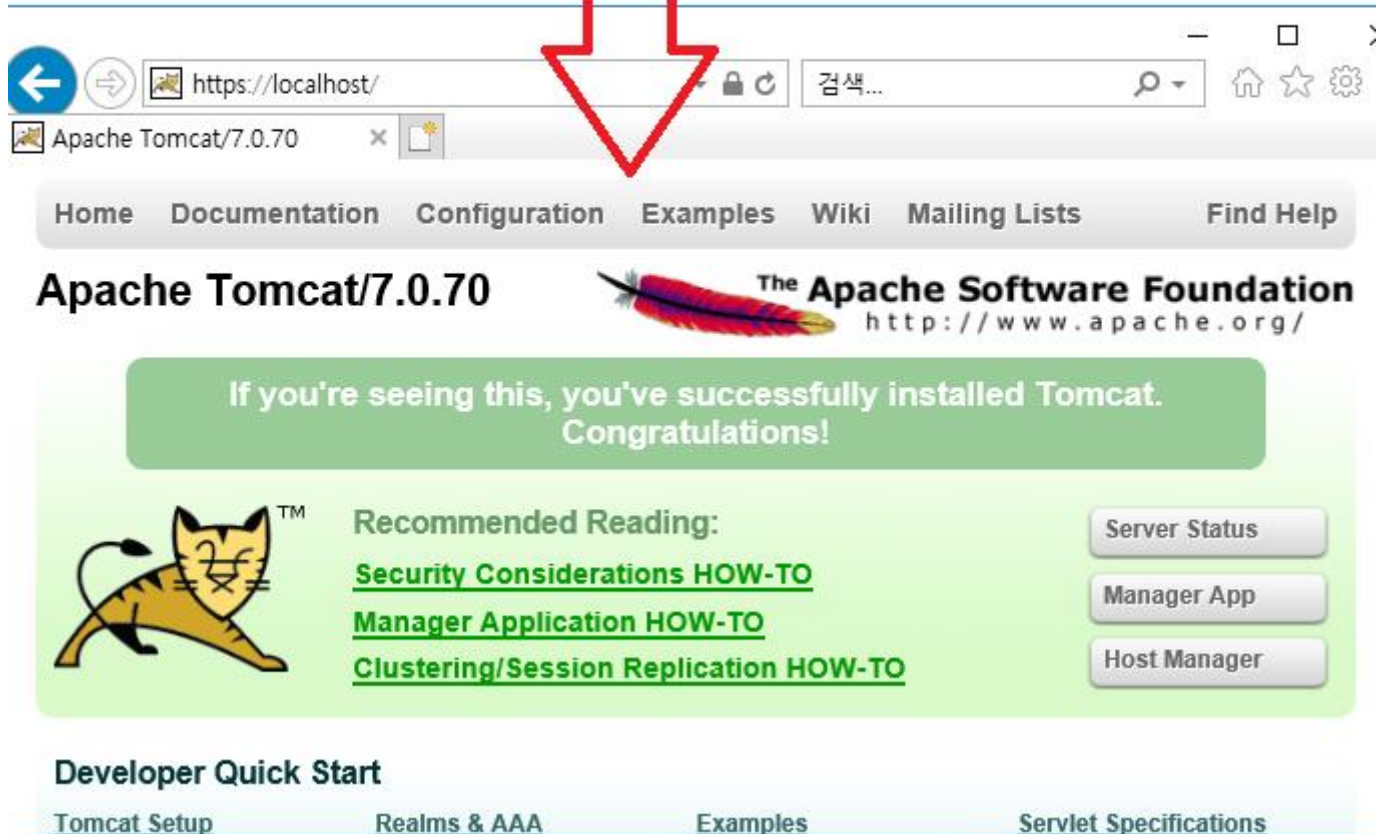 https://localhost/
검색...
Apache Tomcat/7.0.70
Home Documentation Configuration Examples Wiki Mailing Lists Find Help
Apache Tomcat/7.0.70
The Apache Software Foundation
http://www.apache.org/
If you're seeing this, you've successfully installed Tomcat.
Congratulations!
TM
Recommended Reading:
Security Considerations HOW-TO
Manager Application HOW-TO
Clustering/Session Replication HOW-TO
Server Status
Manager App
Host Manager
Developer Quick Start
Tomcat Setup Realms & AAA Examples Servlet Specifications